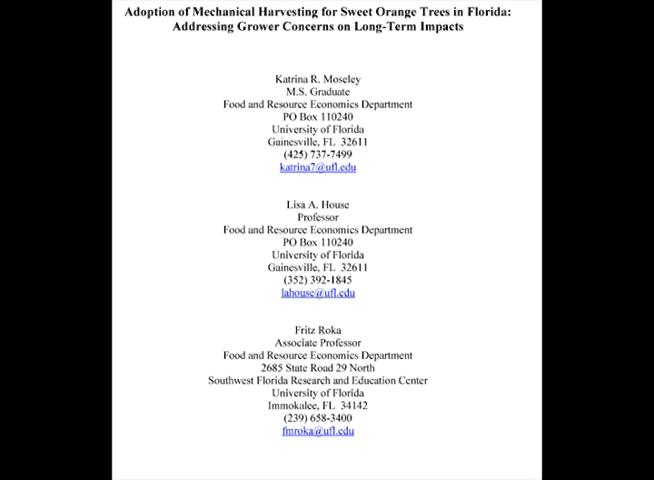 Adoption of Mechanical Harvesting for Sweet Orange Trees in Florida:
Addressing Grower Concerns on Long-Term Impacts
Katrina R. Moseley
M.S. Graduate
Food and Resource Economics Department
PO Box 110240
University of Florida
Gainesville, FL 32611
(425) 737-7499
katrina7@ufl.edu
Lisa A. House
Professor
Food and Resource Economics Department
PO Box 110240
University of Florida
Gainesville, FL 32611
(352) 392-1845
lahouse@ufl.edu
Fritz Roka
Associate Professor
Food and Resource Economics Department
2685 State Road 29 North
Southwest Florida Research and Education Center
University of Florida
Immokalee, FL 34142
(239) 658-3400
fmroka@ufl.edu